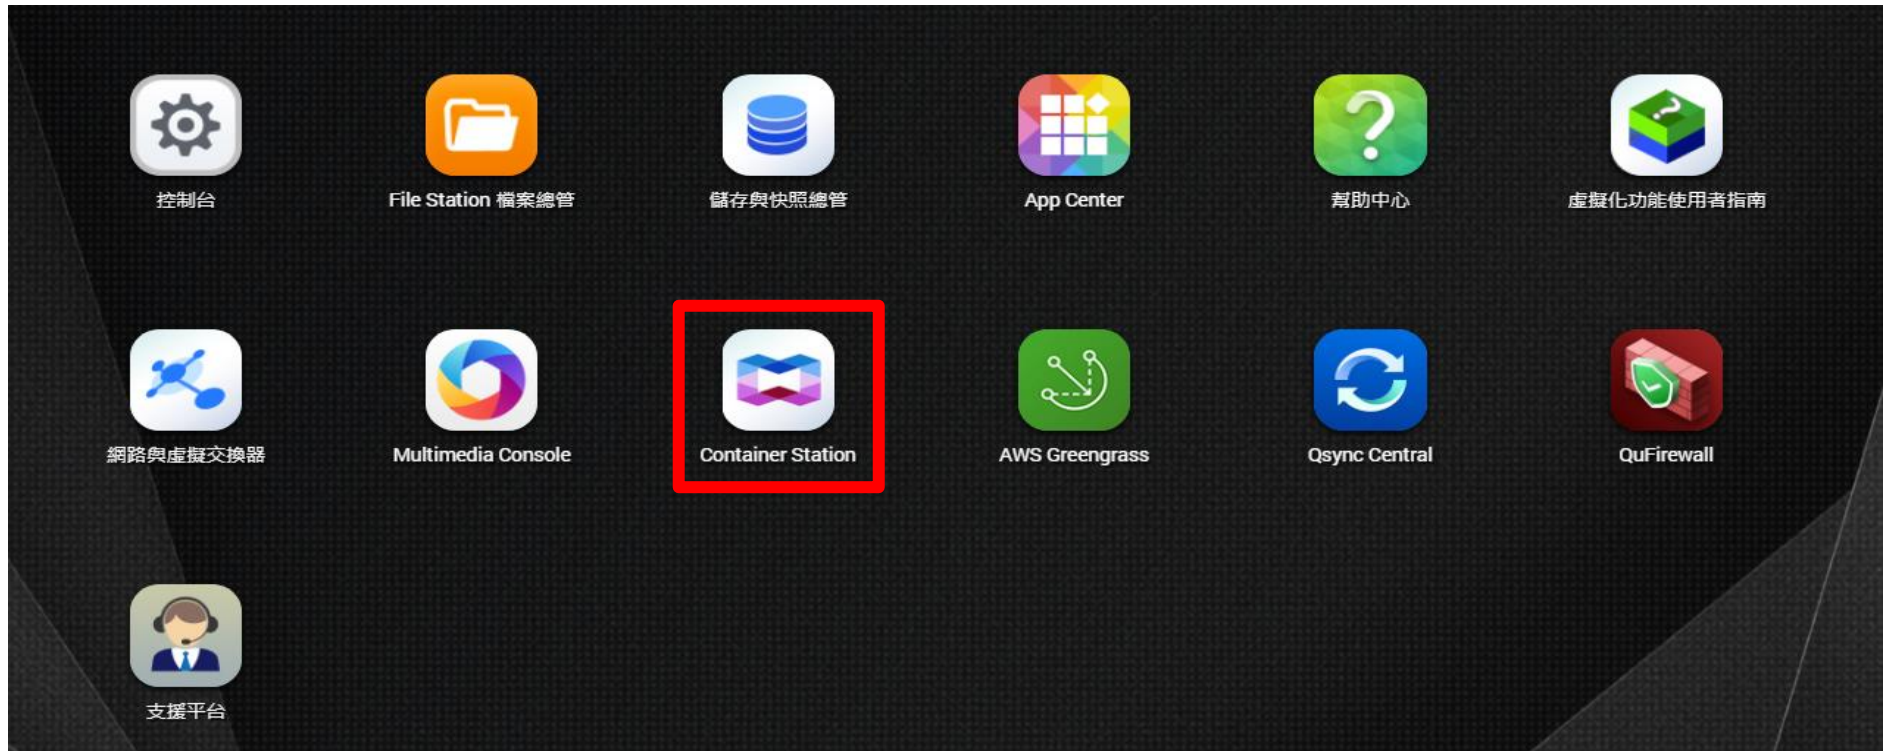 控制台
File Station 檔案總管
儲存與快照總管
App Center
幫助中心
虛擬化功能使用者指南
網路與虛擬交換器
Multimedia Console
Container Station
AWS Greengrass
Qsync Central
QuFirewall
支援平台